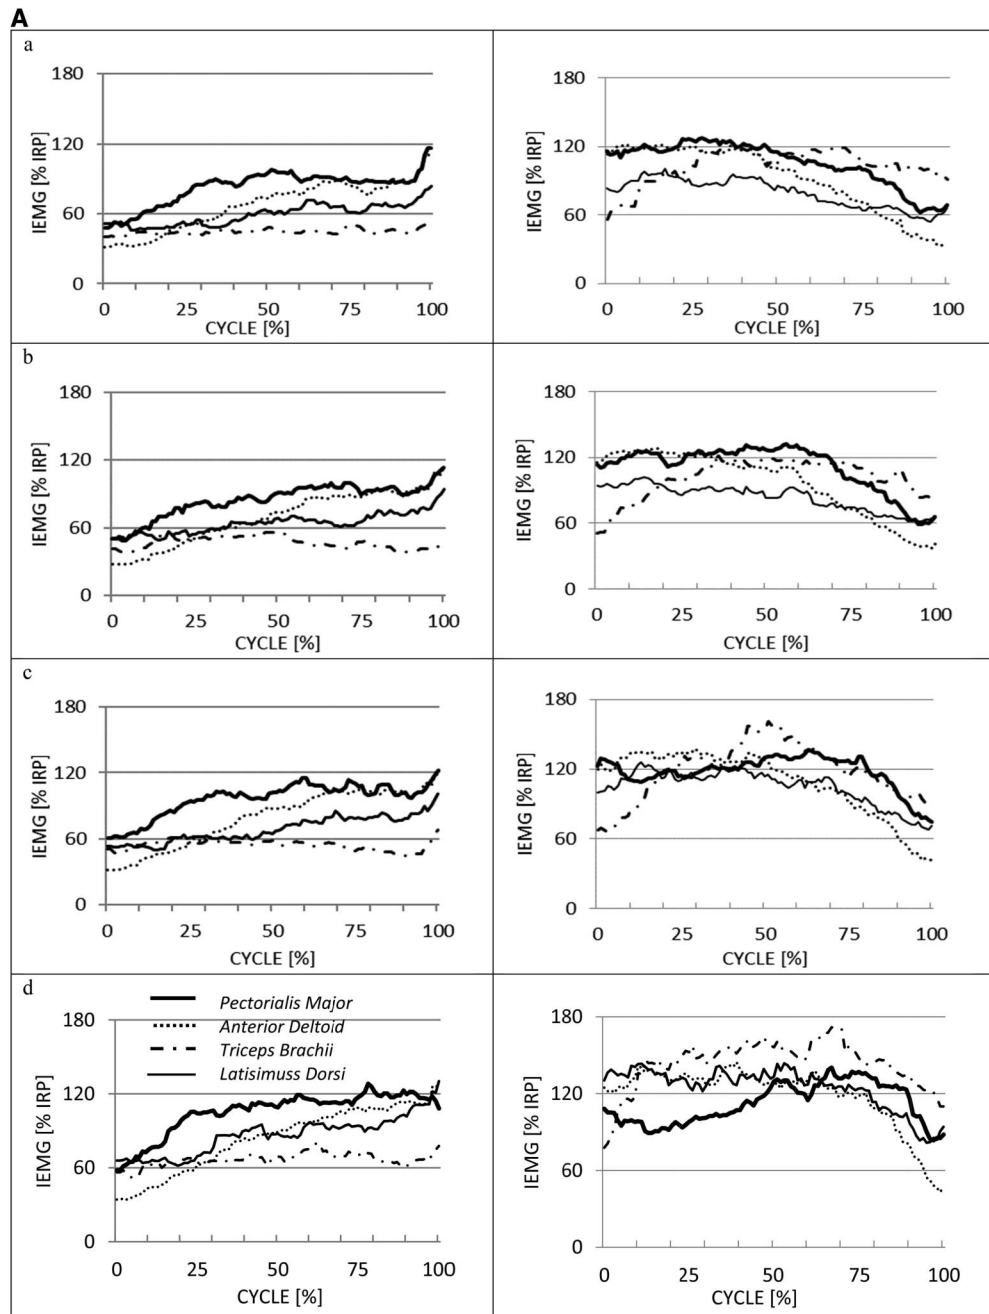 A
a
180
120
60
0
IEMG [% IRP]
0 25 50 75 100
CYCLE [%]
180
120
60
0
IEMG [% IRP]
0 25 50 75 100
CYCLE [%]
b
180
120
60
0
IEMG [% IRP]
0 25 50 75 100
CYCLE [%]
180
120
60
0
IEMG [% IRP]
0 25 50 75 100
CYCLE [%]
c
180
120
60
0
IEMG [% IRP]
0 25 50 75 100
CYCLE [%]
180
120
60
0
IEMG [% IRP]
0 25 50 75 100
CYCLE [%]
d
Pectorialis Major
Anterior Deltoid
Triceps Brachii
Latisimuss Dorsi
180
120
60
0
IEMG [% IRP]
0 25 50 75 100
CYCLE [%]
180
120
60
0
IEMG [% IRP]
0 25 50 75 100
CYCLE [%]